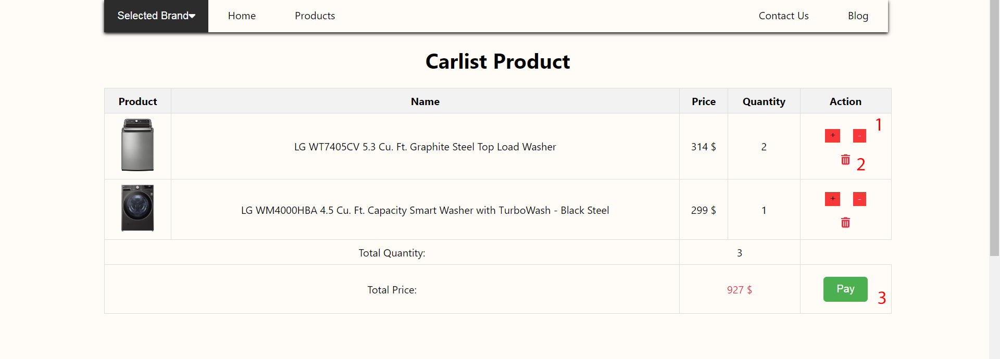 Selected Brand Home Products Contact Us Blog
Carlist Product
Product Name Price Quantity Action
LG WT7405CV 5.3 Cu. Ft. Graphite Steel Top Load Washer 314 $ 2 + - 1
2
LG WM4000HBA 4.5 Cu. Ft. Capacity Smart Washer with TurboWash - Black Steel 299 $ 1 + -
Total Quantity: 3
Total Price: 927 $ Pay 3